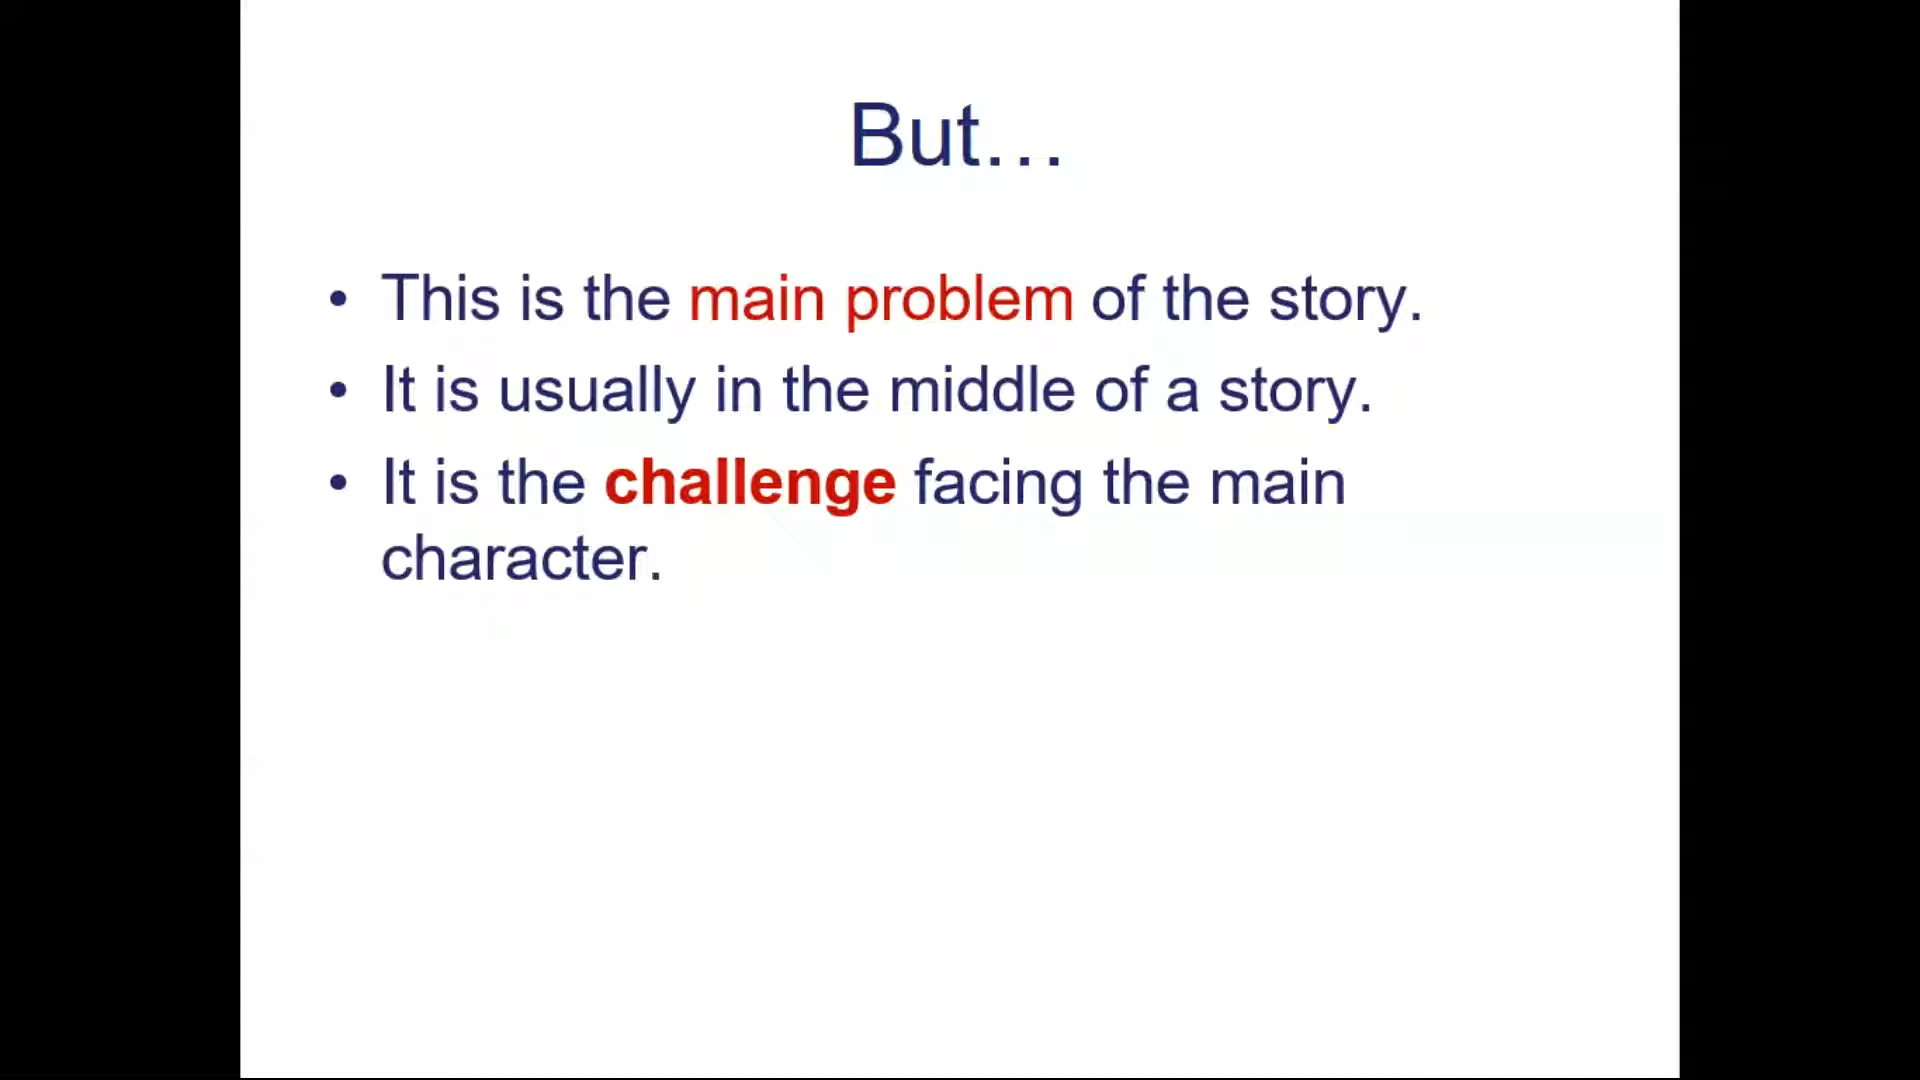 But…
• This is the main problem of the story.
• It is usually in the middle of a story.
• It is the challenge facing the main
character.